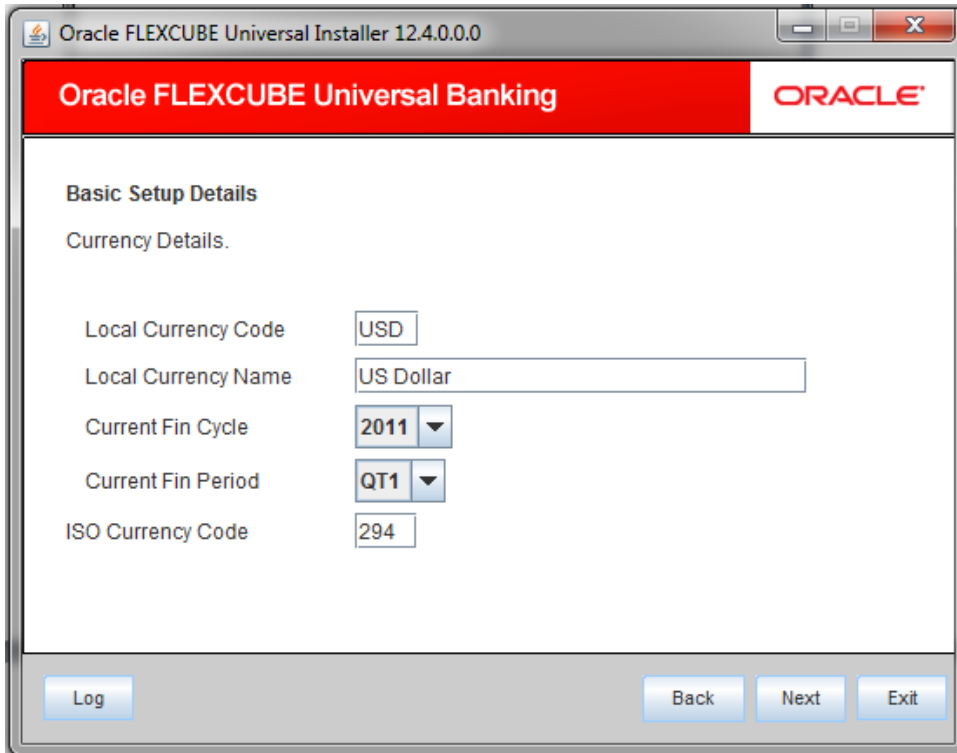 Oracle FLEXCUBE Universal Installer 12.4.0.0.0
Oracle FLEXCUBE Universal Banking ORACLE
Basic Setup Details
Currency Details.
Local Currency Code USD
Local Currency Name US Dollar
Current Fin Cycle 2011
Current Fin Period QT1
ISO Currency Code 294
Log Back Next Exit